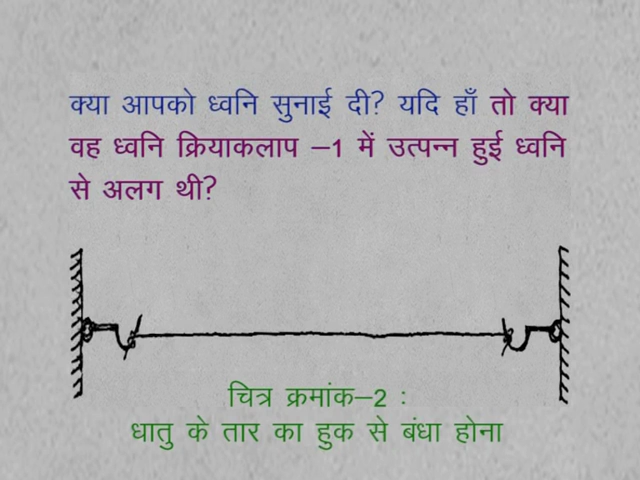 क्या आपको ध्वनि सुनाई दी? यदि हाँ तो क्या
वह ध्वनि क्रियाकलाप –1 में उत्पन्न हुई ध्वनि
से अलग थी?
चित्र क्रमांक–2 :
धातु के तार का हुक से बंधा होना